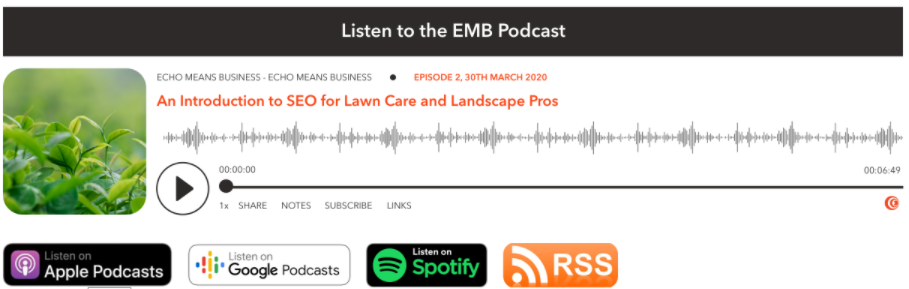 Listen to the EMB Podcast
ECHO MEANS BUSINESS - ECHO MEANS BUSINESS ● EPISODE 2, 30TH MARCH 2020
An Introduction to SEO for Lawn Care and Landscape Pros
00:00:00 00:06:49
1x SHARE NOTES SUBSCRIBE LINKS
Listen on
Apple Podcasts
Listen on
Google Podcasts
Listen on
Spotify
RSS